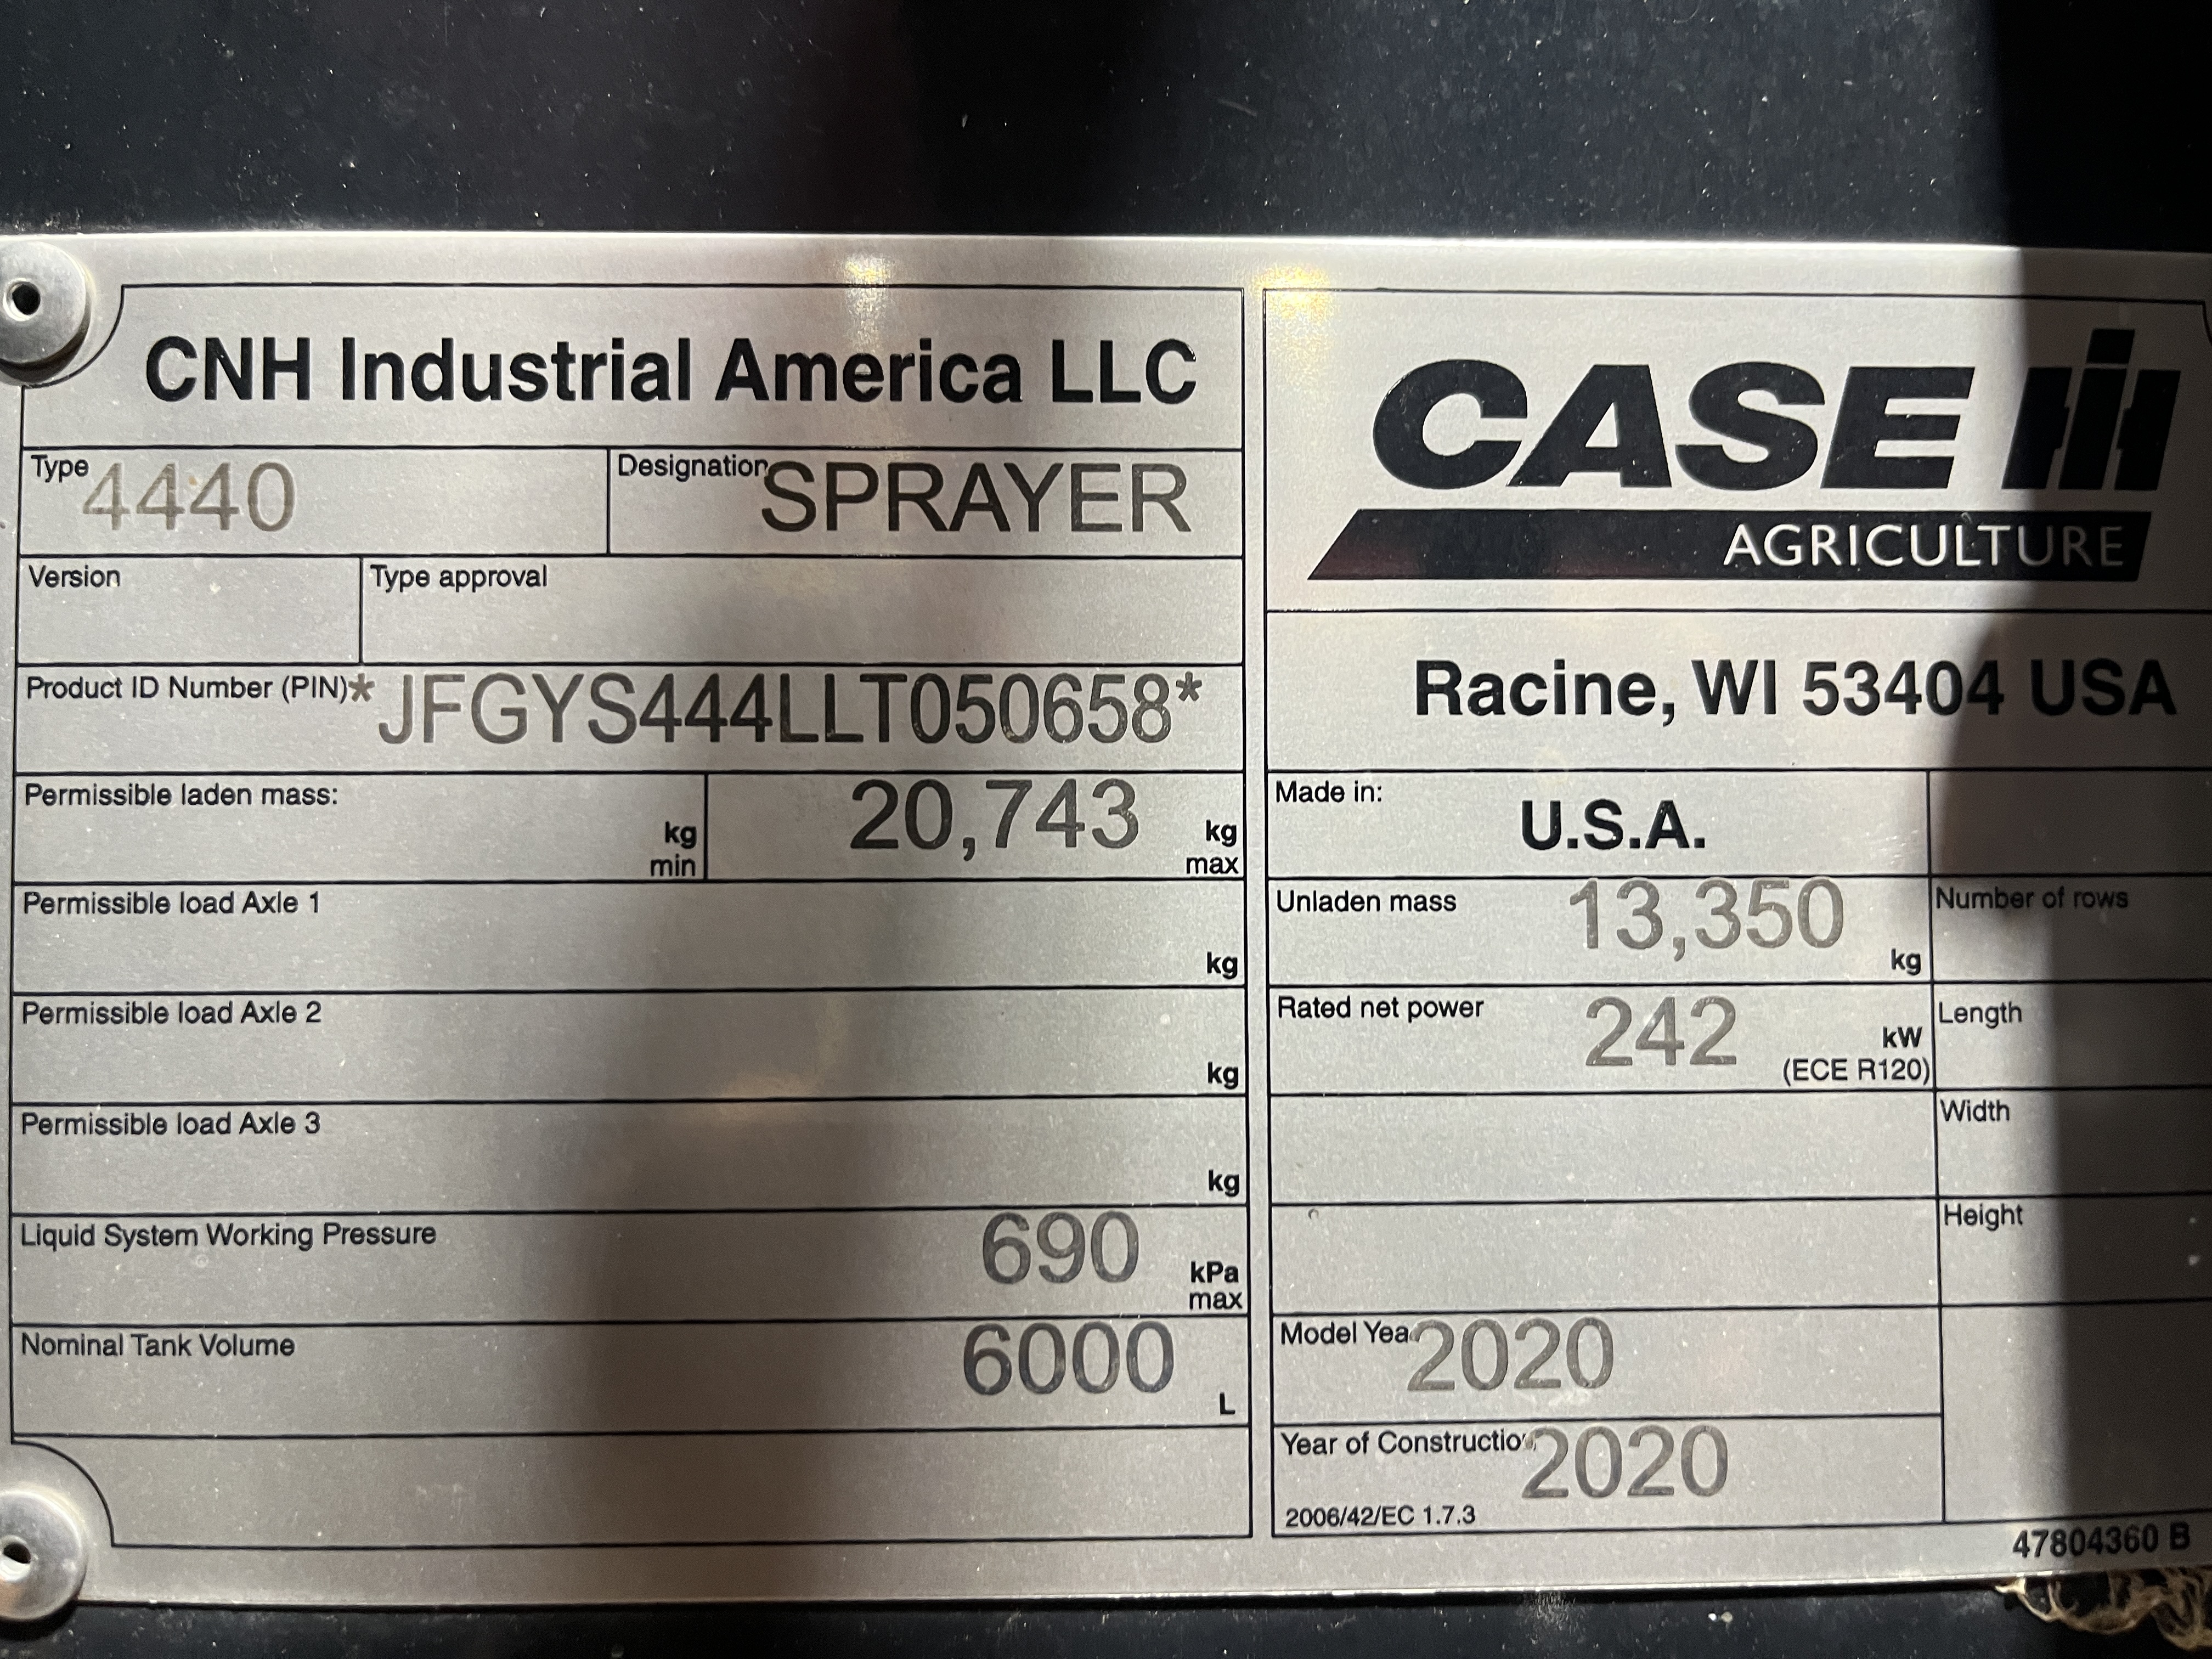 CNH Industrial America LLC
Type 4440 Designation SPRAYER
Version Type approval
Product ID Number (PIN)* JFGYS444LLT050658*
Permissible laden mass: kg min 20,743 kg max
Permissible load Axle 1 kg
Permissible load Axle 2 kg
Permissible load Axle 3 kg
Liquid System Working Pressure 690 kPa max
Nominal Tank Volume 6000 L
CASE IH
AGRICULTURE
Racine, WI 53404 USA
Made in: U.S.A.
Unladen mass 13,350 kg Number of rows
Rated net power 242 kW (ECE R120) Length
Width
Height
Model Yea 2020
Year of Construction 2020
2006/42/EC 1.7.3
47804360 B